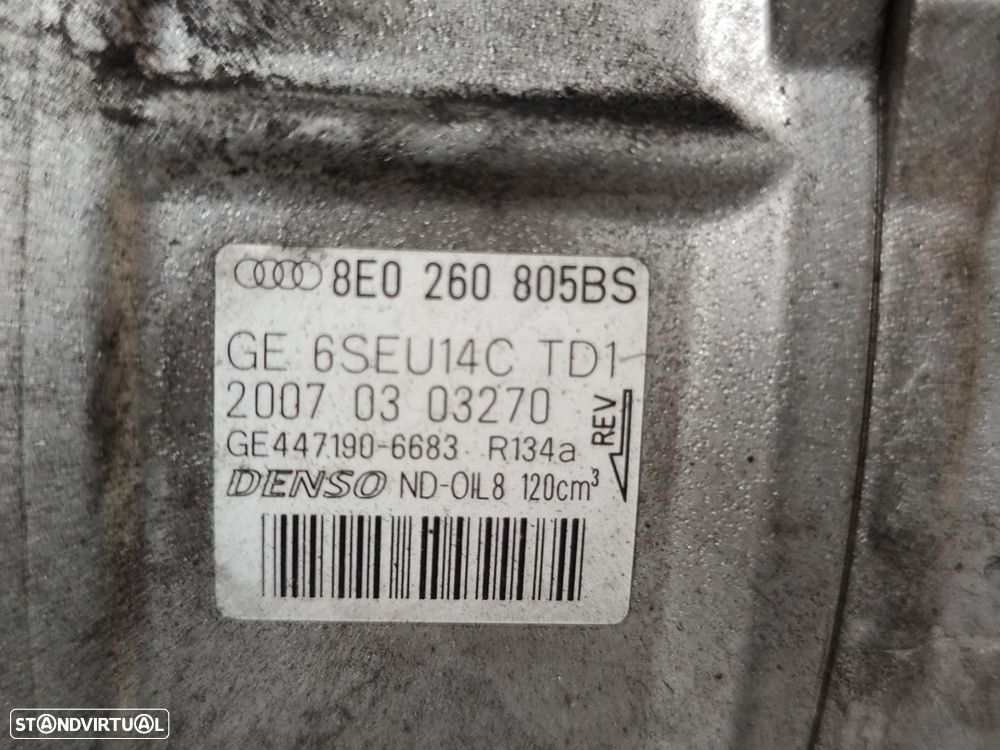 8E0 260 805BS
GE 6SEU14C TD1
2007 03 03270
GE447190-6683 R134a
REV
DENSO ND-OIL8 120cm³
STANDVIRTUAL